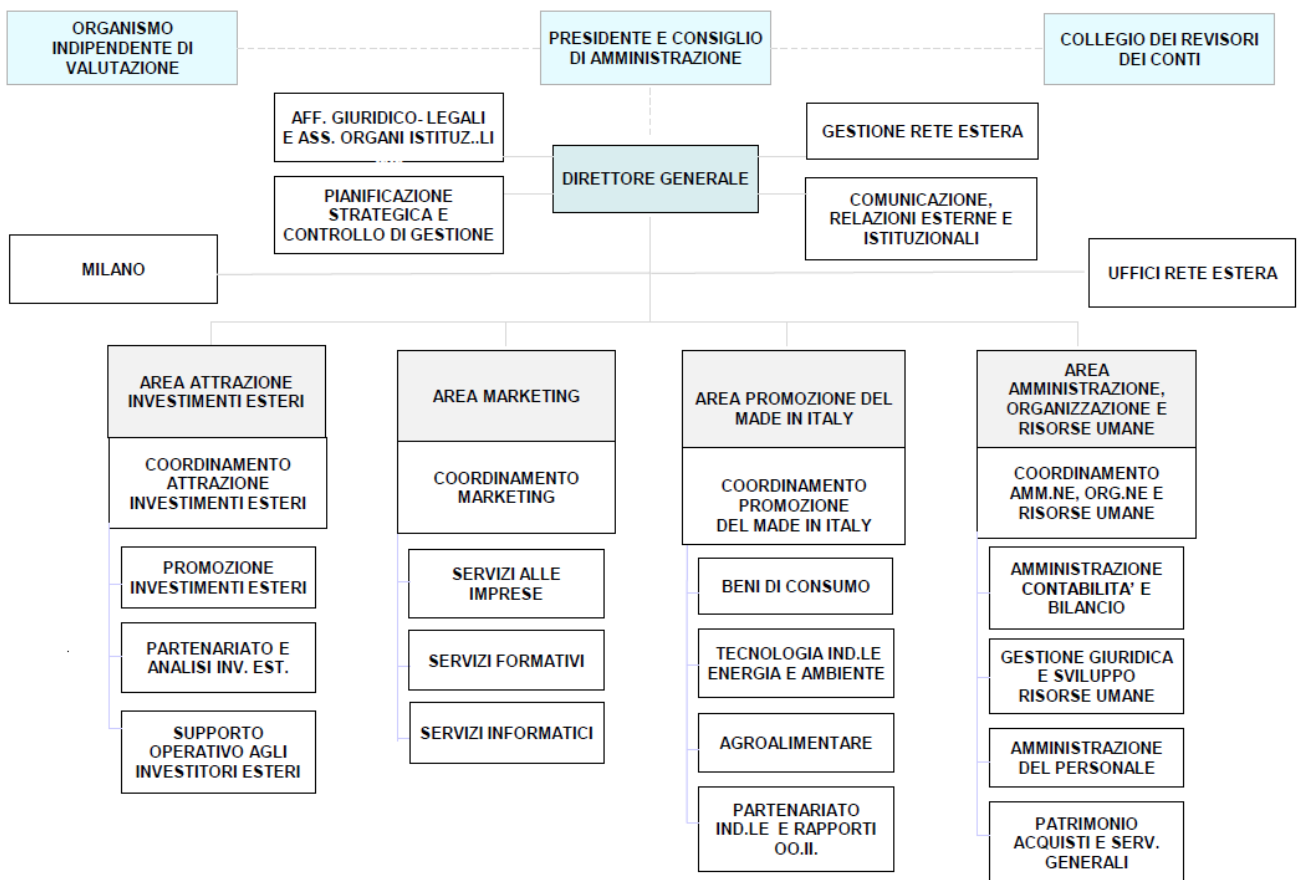 ORGANISMO
INDIPENDENTE DI
VALUTAZIONE
PRESIDENTE E CONSIGLIO
DI AMMINISTRAZIONE
COLLEGIO DEI REVISORI
DEI CONTI
AFF. GIURIDICO- LEGALI
E ASS. ORGANI ISTITUZ..LI
GESTIONE RETE ESTERA
DIRETTORE GENERALE
PIANIFICAZIONE
STRATEGICA E
CONTROLLO DI GESTIONE
COMUNICAZIONE,
RELAZIONI ESTERNE E
ISTITUZIONALI
MILANO
UFFICI RETE ESTERA
AREA ATTRAZIONE
INVESTIMENTI ESTERI
COORDINAMENTO
ATTRAZIONE
INVESTIMENTI ESTERI
PROMOZIONE
INVESTIMENTI ESTERI
PARTENARIATO E
ANALISI INV. EST.
SUPPORTO
OPERATIVO AGLI
INVESTITORI ESTERI
AREA MARKETING
COORDINAMENTO
MARKETING
SERVIZI ALLE
IMPRESE
SERVIZI FORMATIVI
SERVIZI INFORMATICI
AREA PROMOZIONE DEL
MADE IN ITALY
COORDINAMENTO
PROMOZIONE
DEL MADE IN ITALY
BENI DI CONSUMO
TECNOLOGIA IND.LE
ENERGIA E AMBIENTE
AGROALIMENTARE
PARTENARIATO
IND.LE E RAPPORTI
OO.II.
AREA
AMMINISTRAZIONE,
ORGANIZZAZIONE E
RISORSE UMANE
COORDINAMENTO
AMM.NE, ORG.NE E
RISORSE UMANE
AMMINISTRAZIONE
CONTABILITA' E
BILANCIO
GESTIONE GIURIDICA
E SVILUPPO
RISORSE UMANE
AMMINISTRAZIONE
DEL PERSONALE
PATRIMONIO
ACQUISTI E SERV.
GENERALI